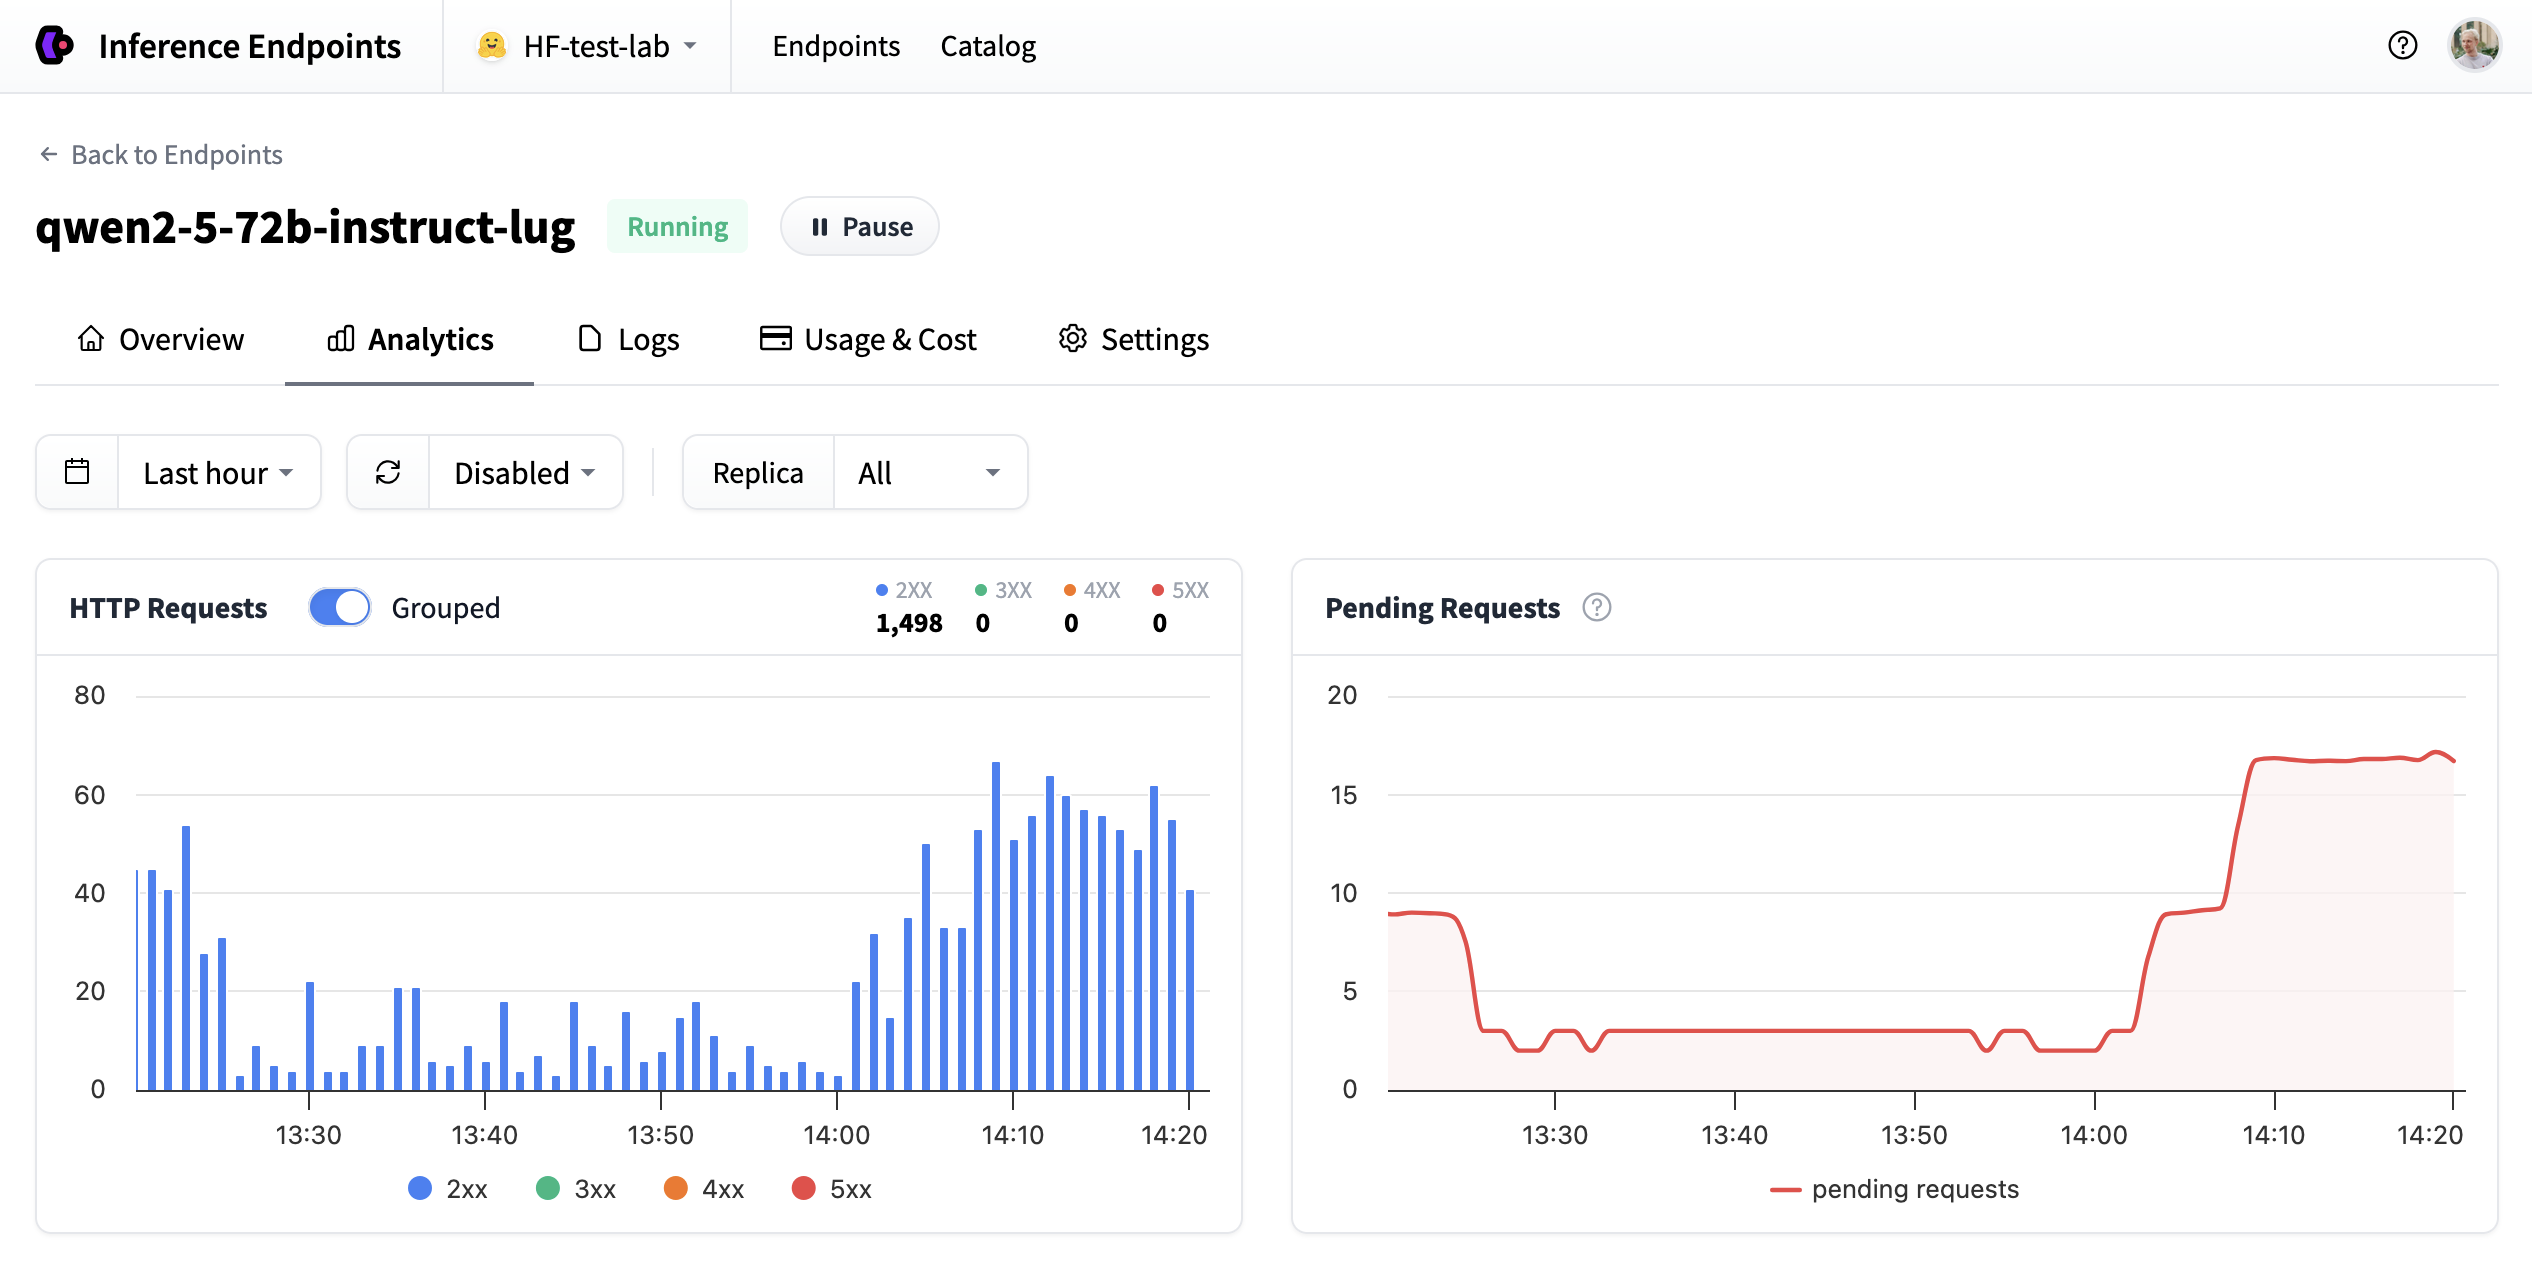 Inference Endpoints
HF-test-lab
Endpoints
Catalog
Back to Endpoints
qwen2-5-72b-instruct-lug
Running
Pause
Overview
Analytics
Logs
Usage & Cost
Settings
Last hour
Disabled
Replica
All
HTTP Requests
Grouped
2XX 3XX 4XX 5XX
1,498 0 0 0
80
60
40
20
0
13:30 13:40 13:50 14:00 14:10 14:20
2xx 3xx 4xx 5xx
Pending Requests
20
15
10
5
0
13:30 13:40 13:50 14:00 14:10 14:20
pending requests